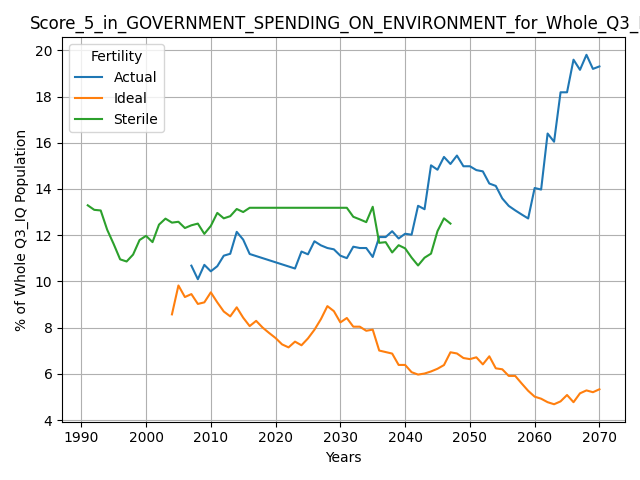 Score_5_in_GOVERNMENT_SPENDING_ON_ENVIRONMENT_for_Whole_Q3_
Fertility
Actual
Ideal
Sterile
% of Whole Q3_IQ Population
20
18
16
14
12
10
8
6
4
1990 2000 2010 2020 2030 2040 2050 2060 2070
Years